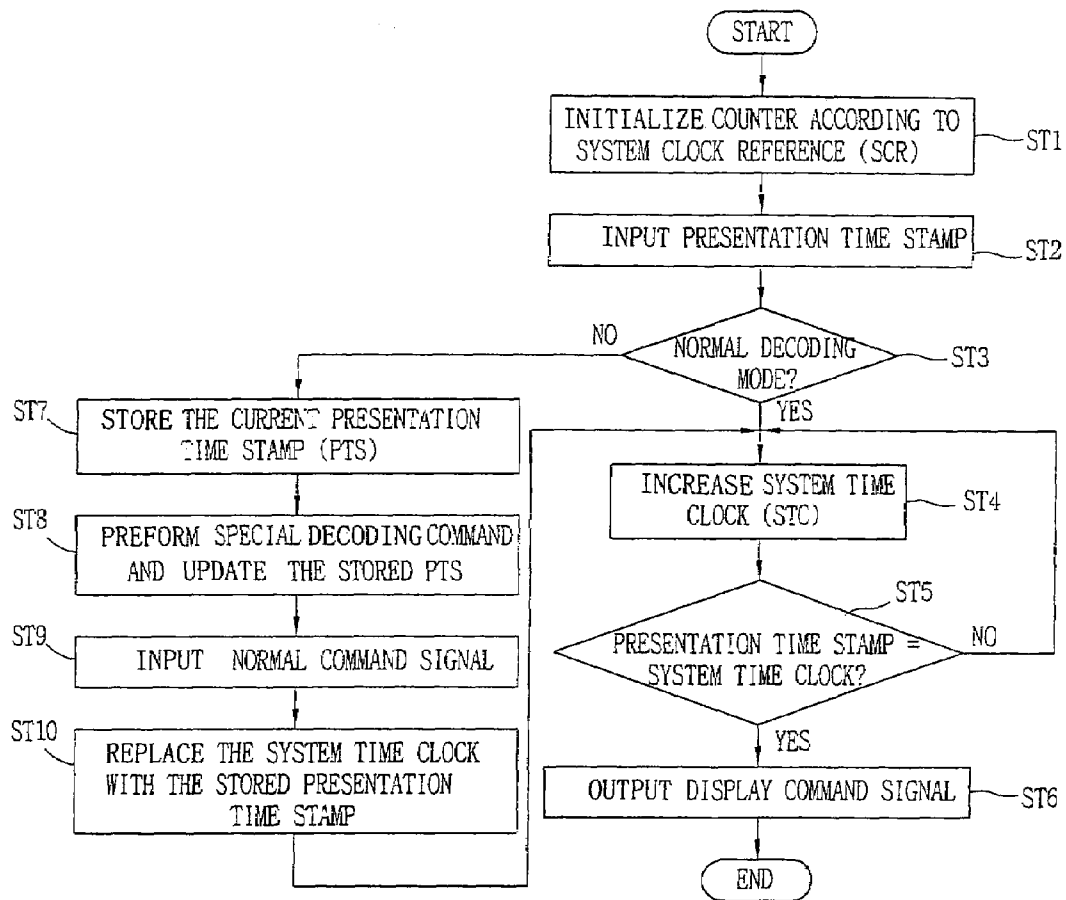 START
INITIALIZE COUNTER ACCORDING TO
SYSTEM CLOCK REFERENCE (SCR)
ST1
INPUT PRESENTATION TIME STAMP
ST2
NORMAL DECODING
MODE?
ST3
NO
YES
ST7
STORE THE CURRENT PRESENTATION
TIME STAMP (PTS)
ST8
PREFORM SPECIAL DECODING COMMAND
AND UPDATE THE STORED PTS
ST9
INPUT NORMAL COMMAND SIGNAL
ST10
REPLACE THE SYSTEM TIME CLOCK
WITH THE STORED PRESENTATION
TIME STAMP
INCREASE SYSTEM TIME
CLOCK (STC)
ST4
ST5
PRESENTATION TIME STAMP =
SYSTEM TIME CLOCK?
NO
YES
OUTPUT DISPLAY COMMAND SIGNAL
ST6
END